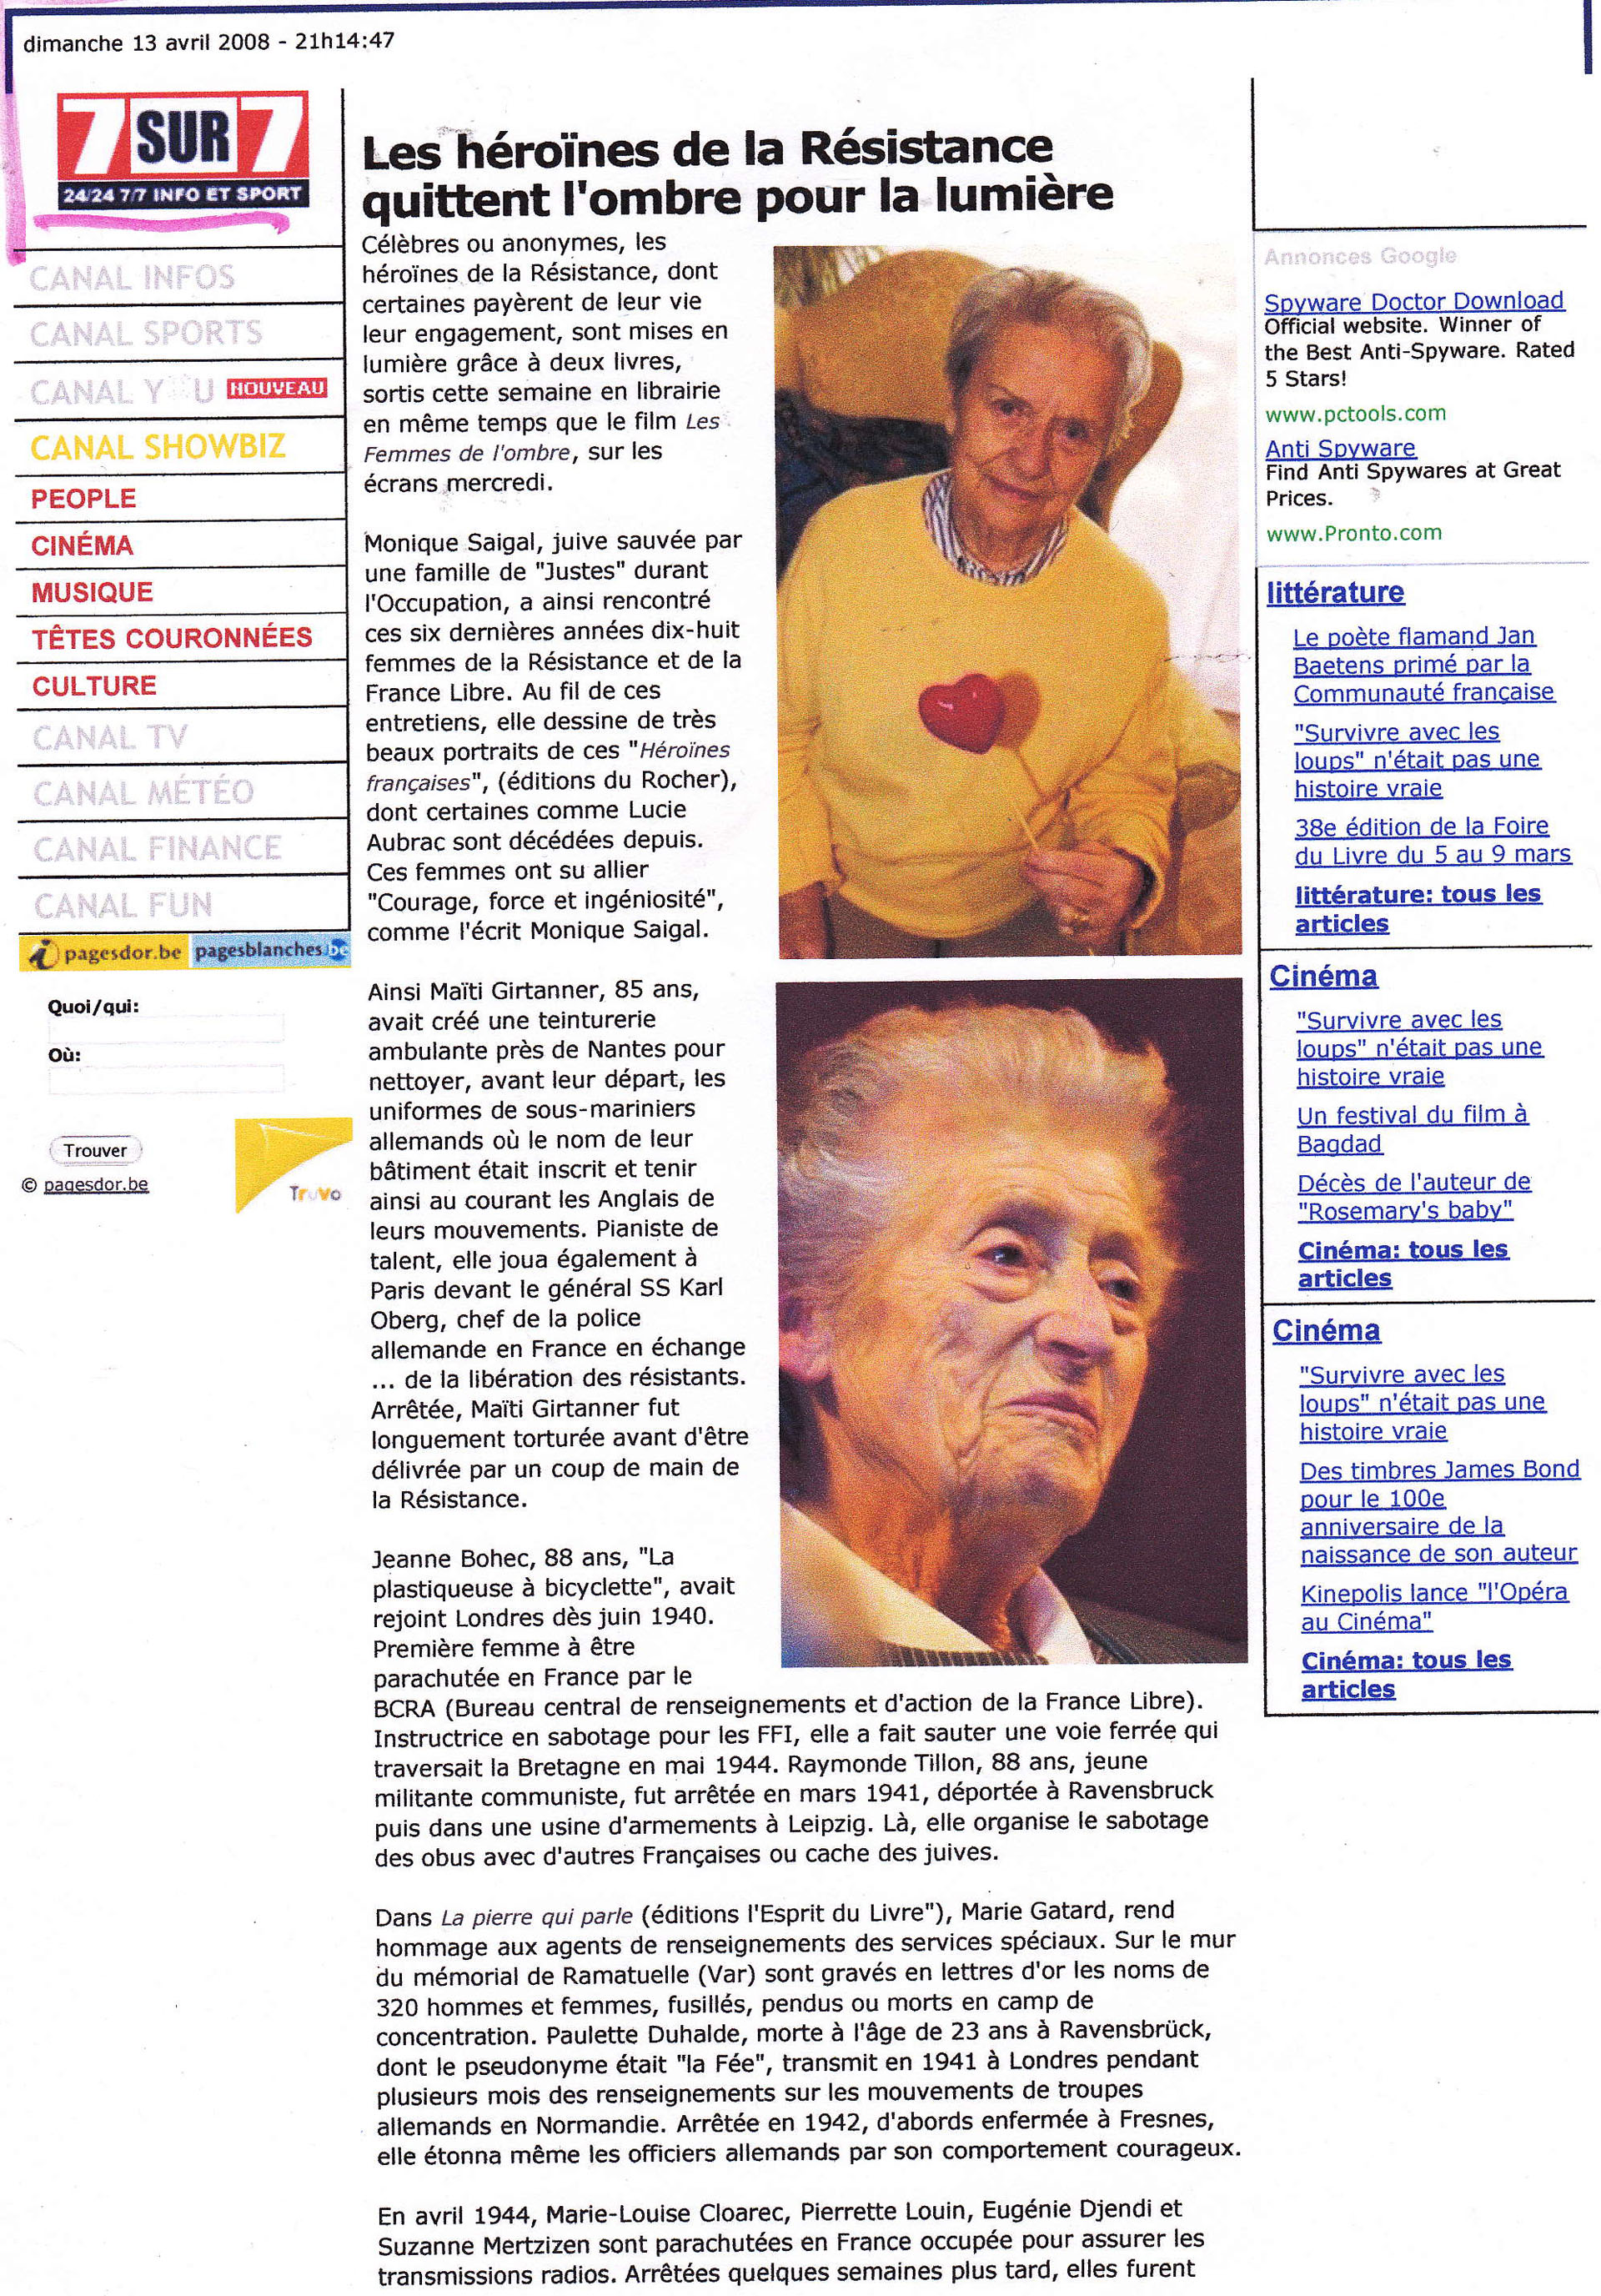 dimanche 13 avril 2008 - 21h14:47
7 SUR 7
24/24 7/7 INFO ET SPORT
CANAL INFOS
CANAL SPORTS
CANAL Y U NOUVEAU
CANAL SHOWBIZ
PEOPLE
CINÉMA
MUSIQUE
TÊTES COURONNÉES
CULTURE
CANAL TV
CANAL MÉTÉO
CANAL FINANCE
CANAL FUN
pagesdor.be pagesblanches.be
Quoi/qui:
Où:
Trouver
© pagesdor.be
Truvo
Les héroïnes de la Résistance
quittent l'ombre pour la lumière
Célèbres ou anonymes, les
héroïnes de la Résistance, dont
certaines payèrent de leur vie
leur engagement, sont mises en
lumière grâce à deux livres,
sortis cette semaine en librairie
en même temps que le film Les
Femmes de l'ombre, sur les
écrans mercredi.
Monique Saigal, juive sauvée par
une famille de "Justes" durant
l'Occupation, a ainsi rencontré
ces six dernières années dix-huit
femmes de la Résistance et de la
France Libre. Au fil de ces
entretiens, elle dessine de très
beaux portraits de ces "Héroïnes
françaises", (éditions du Rocher),
dont certaines comme Lucie
Aubrac sont décédées depuis.
Ces femmes ont su allier
"Courage, force et ingéniosité",
comme l'écrit Monique Saigal.
Ainsi Maïti Girtanner, 85 ans,
avait créé une teinturerie
ambulante près de Nantes pour
nettoyer, avant leur départ, les
uniformes de sous-mariniers
allemands où le nom de leur
bâtiment était inscrit et tenir
ainsi au courant les Anglais de
leurs mouvements. Pianiste de
talent, elle joua également à
Paris devant le général SS Karl
Oberg, chef de la police
allemande en France en échange
... de la libération des résistants.
Arrêtée, Maïti Girtanner fut
longuement torturée avant d'être
délivrée par un coup de main de
la Résistance.
Jeanne Bohec, 88 ans, "La
plastiqueuse à bicyclette", avait
rejoint Londres dès juin 1940.
Première femme à être
parachutée en France par le
BCRA (Bureau central de renseignements et d'action de la France Libre).
Instructrice en sabotage pour les FFI, elle a fait sauter une voie ferrée qui
traversait la Bretagne en mai 1944. Raymonde Tillon, 88 ans, jeune
militante communiste, fut arrêtée en mars 1941, déportée à Ravensbruck
puis dans une usine d'armements à Leipzig. Là, elle organise le sabotage
des obus avec d'autres Françaises ou cache des juives.
Dans La pierre qui parle (éditions l'Esprit du Livre"), Marie Gatard, rend
hommage aux agents de renseignements des services spéciaux. Sur le mur
du mémorial de Ramatuelle (Var) sont gravés en lettres d'or les noms de
320 hommes et femmes, fusillés, pendus ou morts en camp de
concentration. Paulette Duhalde, morte à l'âge de 23 ans à Ravensbrück,
dont le pseudonyme était "la Fée", transmit en 1941 à Londres pendant
plusieurs mois des renseignements sur les mouvements de troupes
allemands en Normandie. Arrêtée en 1942, d'abords enfermée à Fresnes,
elle étonna même les officiers allemands par son comportement courageux.
En avril 1944, Marie-Louise Cloarec, Pierrette Louin, Eugénie Djendi et
Suzanne Mertzizen sont parachutées en France occupée pour assurer les
transmissions radios. Arrêtées quelques semaines plus tard, elles furent
Annonces Google
Spyware Doctor Download
Official website. Winner of
the Best Anti-Spyware. Rated
5 Stars!
www.pctools.com
Anti Spyware
Find Anti Spywares at Great
Prices.
www.Pronto.com
littérature
Le poète flamand Jan
Baetens primé par la
Communauté française
"Survivre avec les
loups" n'était pas une
histoire vraie
38e édition de la Foire
du Livre du 5 au 9 mars
littérature: tous les
articles
Cinéma
"Survivre avec les
loups" n'était pas une
histoire vraie
Un festival du film à
Bagdad
Décès de l'auteur de
"Rosemary's baby"
Cinéma: tous les
articles
Cinéma
"Survivre avec les
loups" n'était pas une
histoire vraie
Des timbres James Bond
pour le 100e
anniversaire de la
naissance de son auteur
Kinepolis lance "l'Opéra
au Cinéma"
Cinéma: tous les
articles